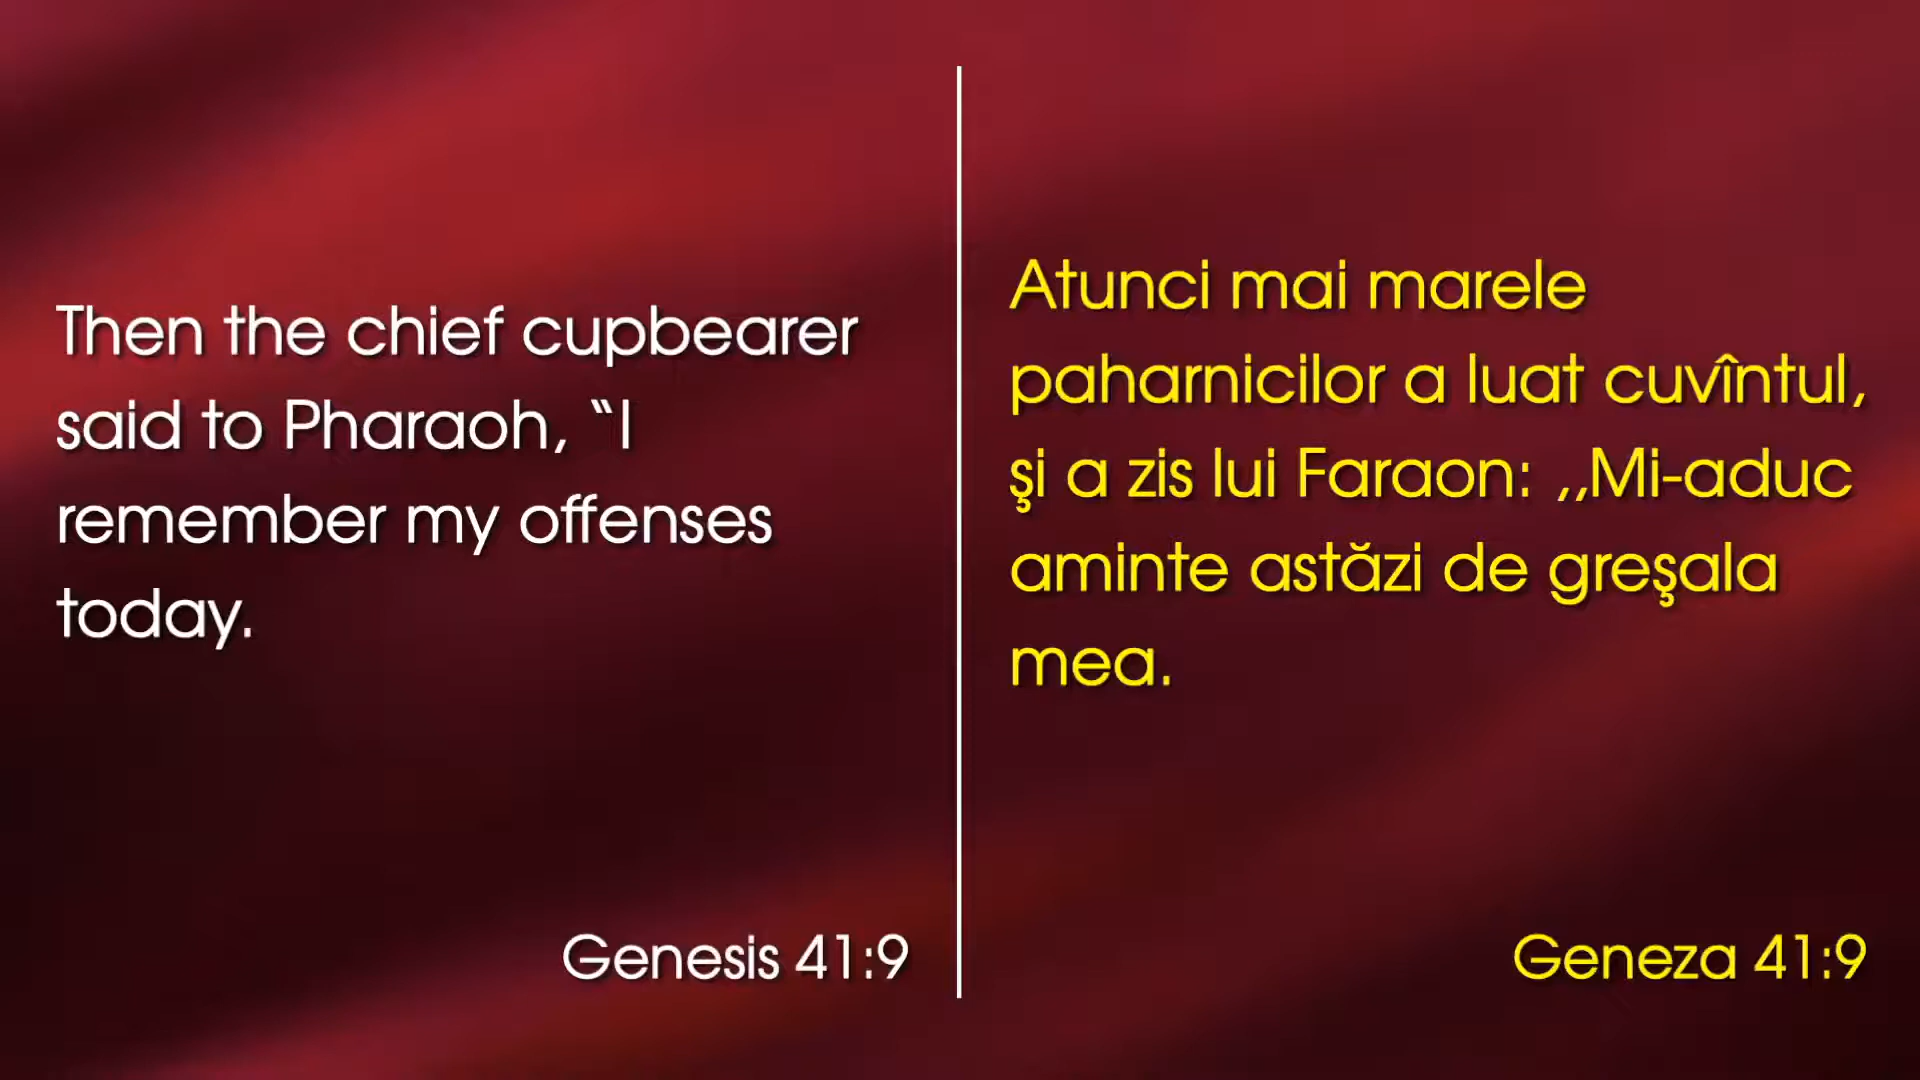 Then the chief cupbearer
said to Pharaoh, “I
remember my offenses
today.
Genesis 41:9
Atunci mai marele
paharnicilor a luat cuvîntul,
şi a zis lui Faraon: ,,Mi-aduc
aminte astăzi de greşala
mea.
Geneza 41:9